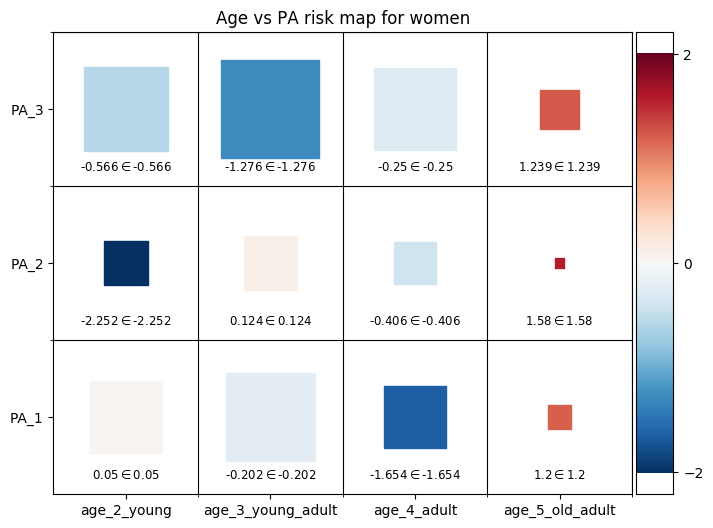 Age vs PA risk map for women
PA_3
-0.566∈-0.566
-1.276∈-1.276
-0.25∈-0.25
1.239∈1.239
PA_2
-2.252∈-2.252
0.124∈0.124
-0.406∈-0.406
1.58∈1.58
PA_1
0.05∈0.05
-0.202∈-0.202
-1.654∈-1.654
1.2∈1.2
age_2_young
age_3_young_adult
age_4_adult
age_5_old_adult
2
0
−2